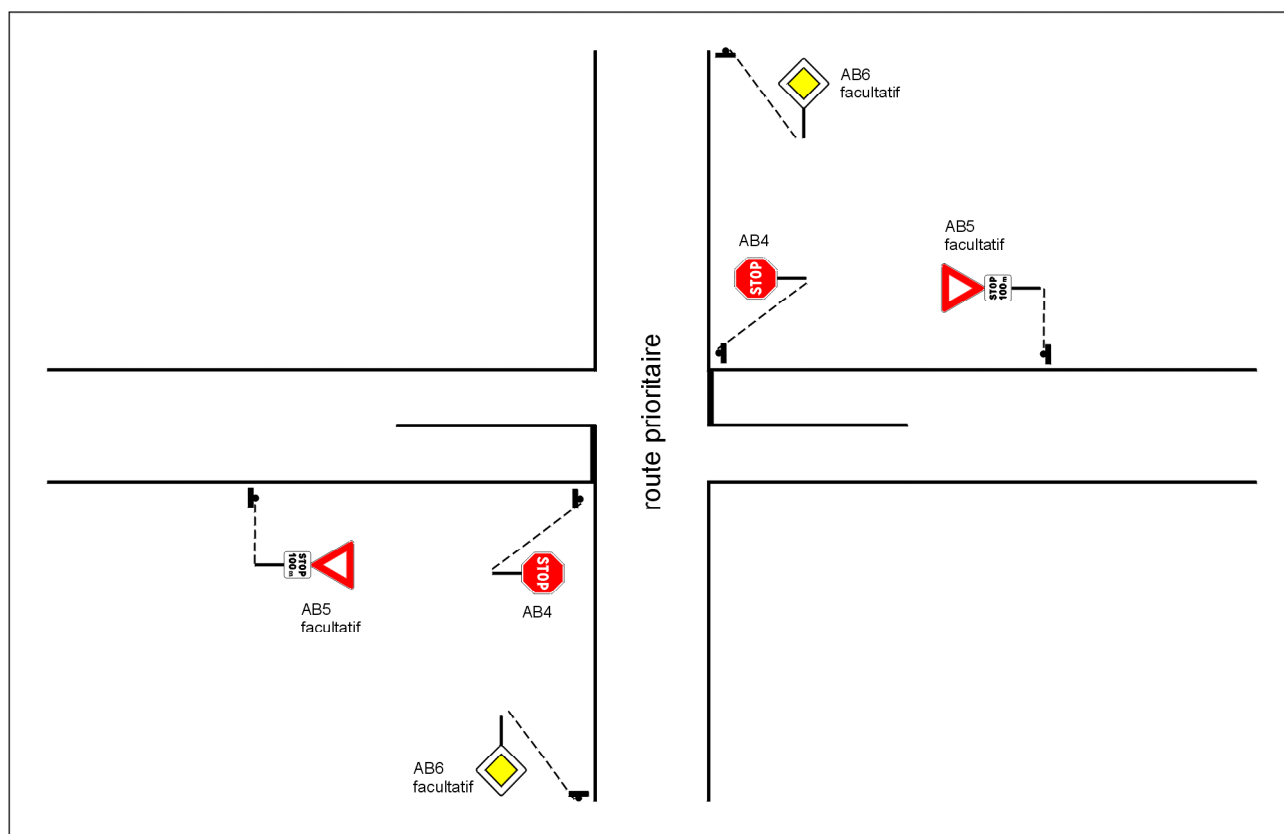 AB6
facultatif
AB5
facultatif
AB4
STOP
STOP
100m
route prioritaire
STOP
100m
STOP
AB5
facultatif
AB4
AB6
facultatif